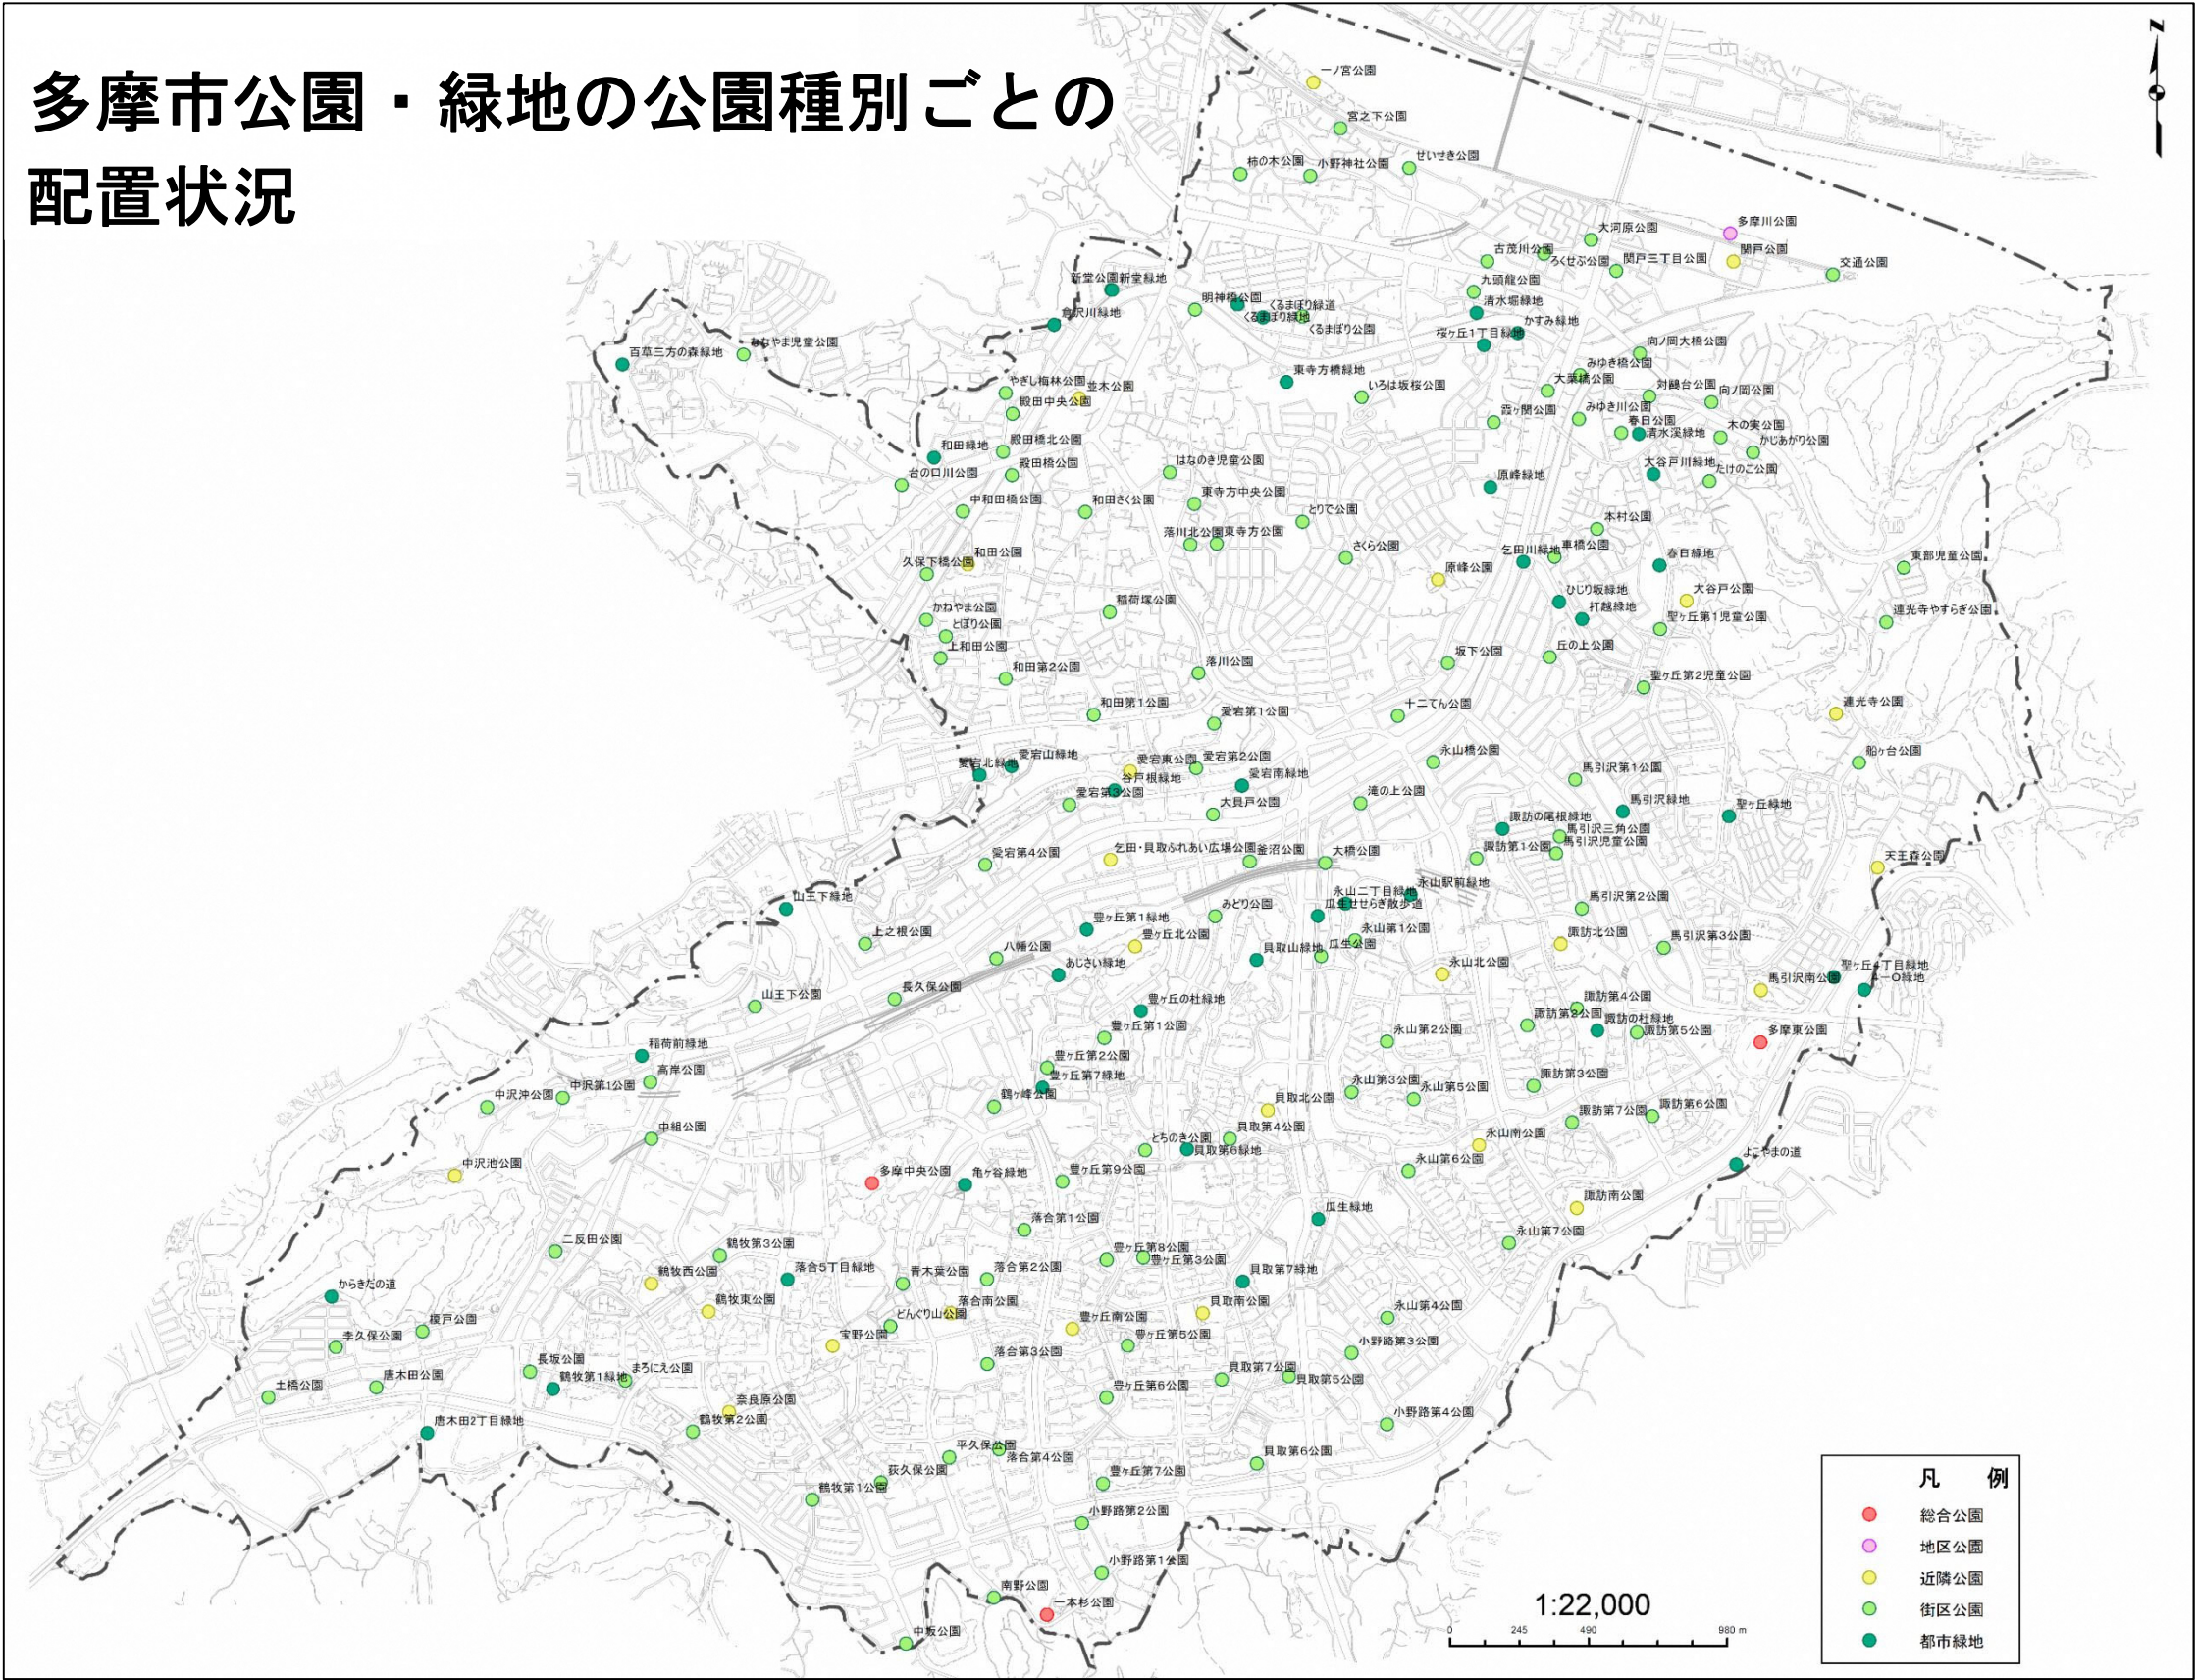 多摩市公園・緑地の公園種別ごとの
配置状況
一ノ宮公園
宮之下公園
柿の木公園
小野神社公園
せいせき公園
多摩川公園
大河原公園
関戸公園
古茂川公園
ろくせぶ公園
関戸三丁目公園
交通公園
新堂公園新堂緑地
九頭龍公園
明神橋公園
くるまぼり緑道
くるまぼり緑地
くるまぼり公園
清水堀緑地
倉沢川緑地
かすみ緑地
桜ヶ丘1丁目緑地
百草三方の森緑地
なやま児童公園
向ノ岡大橋公園
みゆき橋公園
東寺方橋緑地
やぎし梅林公園
並木公園
いろは坂桜公園
大栗橋公園
対鷗台公園
向ノ岡公園
殿田中央公園
霞ヶ関公園
みゆき川公園
春日公園
木の実公園
清水溪緑地
かじあがり公園
和田緑地
殿田橋北公園
殿田橋公園
はなのき児童公園
大谷戸川緑地
たけのこ公園
台の口川公園
原峰緑地
中和田橋公園
和田さく公園
東寺方中央公園
とりで公園
本村公園
落川北公園
東寺方公園
さくら公園
乞田川緑地
車橋公園
春日緑地
東部児童公園
久保下橋公園
和田公園
原峰公園
ひじり坂緑地
大谷戸公園
かねやま公園
稲荷塚公園
打越緑地
聖ヶ丘第1児童公園
連光寺やすらぎ公園
とぼり公園
上和田公園
坂下公園
丘の上公園
和田第2公園
落川公園
聖ヶ丘第2児童公園
和田第1公園
愛宕第1公園
十二てん公園
連光寺公園
愛宕山緑地
愛宕北緑地
愛宕東公園
愛宕第2公園
永山橋公園
船ヶ台公園
谷戸根緑地
愛宕南緑地
馬引沢第1公園
愛宕第3公園
大貝戸公園
滝の上公園
馬引沢緑地
聖ヶ丘緑地
諏訪の尾根緑地
馬引沢三角公園
馬引沢児童公園
愛宕第4公園
乞田・貝取ふれあい広場公園
釜沼公園
大橋公園
諏訪第1公園
天王森公園
山王下緑地
永山駅前緑地
永山二丁目緑地
瓜生せせらぎ散歩道
みどり公園
馬引沢第2公園
豊ヶ丘第1緑地
上之根公園
八幡公園
豊ヶ丘北公園
永山第1公園
貝取山緑地
瓜生公園
諏訪北公園
馬引沢第3公園
あじさい緑地
永山北公園
聖ヶ丘4丁目緑地
馬引沢南公園
4-〇緑地
山王下公園
長久保公園
豊ヶ丘の杜緑地
諏訪第4公園
諏訪第2公園
諏訪の杜緑地
諏訪第5公園
多摩東公園
豊ヶ丘第1公園
永山第2公園
稲荷前緑地
豊ヶ丘第2公園
高岸公園
豊ヶ丘第7緑地
中沢第1公園
中沢沖公園
鶴ヶ峰公園
永山第3公園
永山第5公園
諏訪第3公園
貝取北公園
諏訪第7公園
諏訪第6公園
中組公園
とちのき公園
貝取第4公園
貝取第6緑地
永山南公園
よこやまの道
中沢池公園
多摩中央公園
亀ヶ谷緑地
豊ヶ丘第9公園
永山第6公園
諏訪南公園
落合第1公園
瓜生緑地
永山第7公園
二反田公園
鶴牧第3公園
豊ヶ丘第8公園
豊ヶ丘第3公園
からきだの道
鶴牧西公園
落合5丁目緑地
青木葉公園
落合第2公園
貝取第7緑地
鶴牧東公園
落合南公園
貝取南公園
永山第4公園
榎戸公園
どんぐり山公園
豊ヶ丘南公園
李久保公園
宝野公園
豊ヶ丘第5公園
小野路第3公園
長坂公園
落合第3公園
まろにえ公園
鶴牧第1緑地
貝取第7公園
貝取第5公園
土橋公園
唐木田公園
豊ヶ丘第6公園
奈良原公園
小野路第4公園
唐木田2丁目緑地
鶴牧第2公園
平久保公園
落合第4公園
貝取第6公園
荻久保公園
豊ヶ丘第7公園
鶴牧第1公園
小野路第2公園
小野路第1公園
南野公園
一本杉公園
中坂公園
1:22,000
0 245 490 980 m
凡 例
総合公園
地区公園
近隣公園
街区公園
都市緑地
N